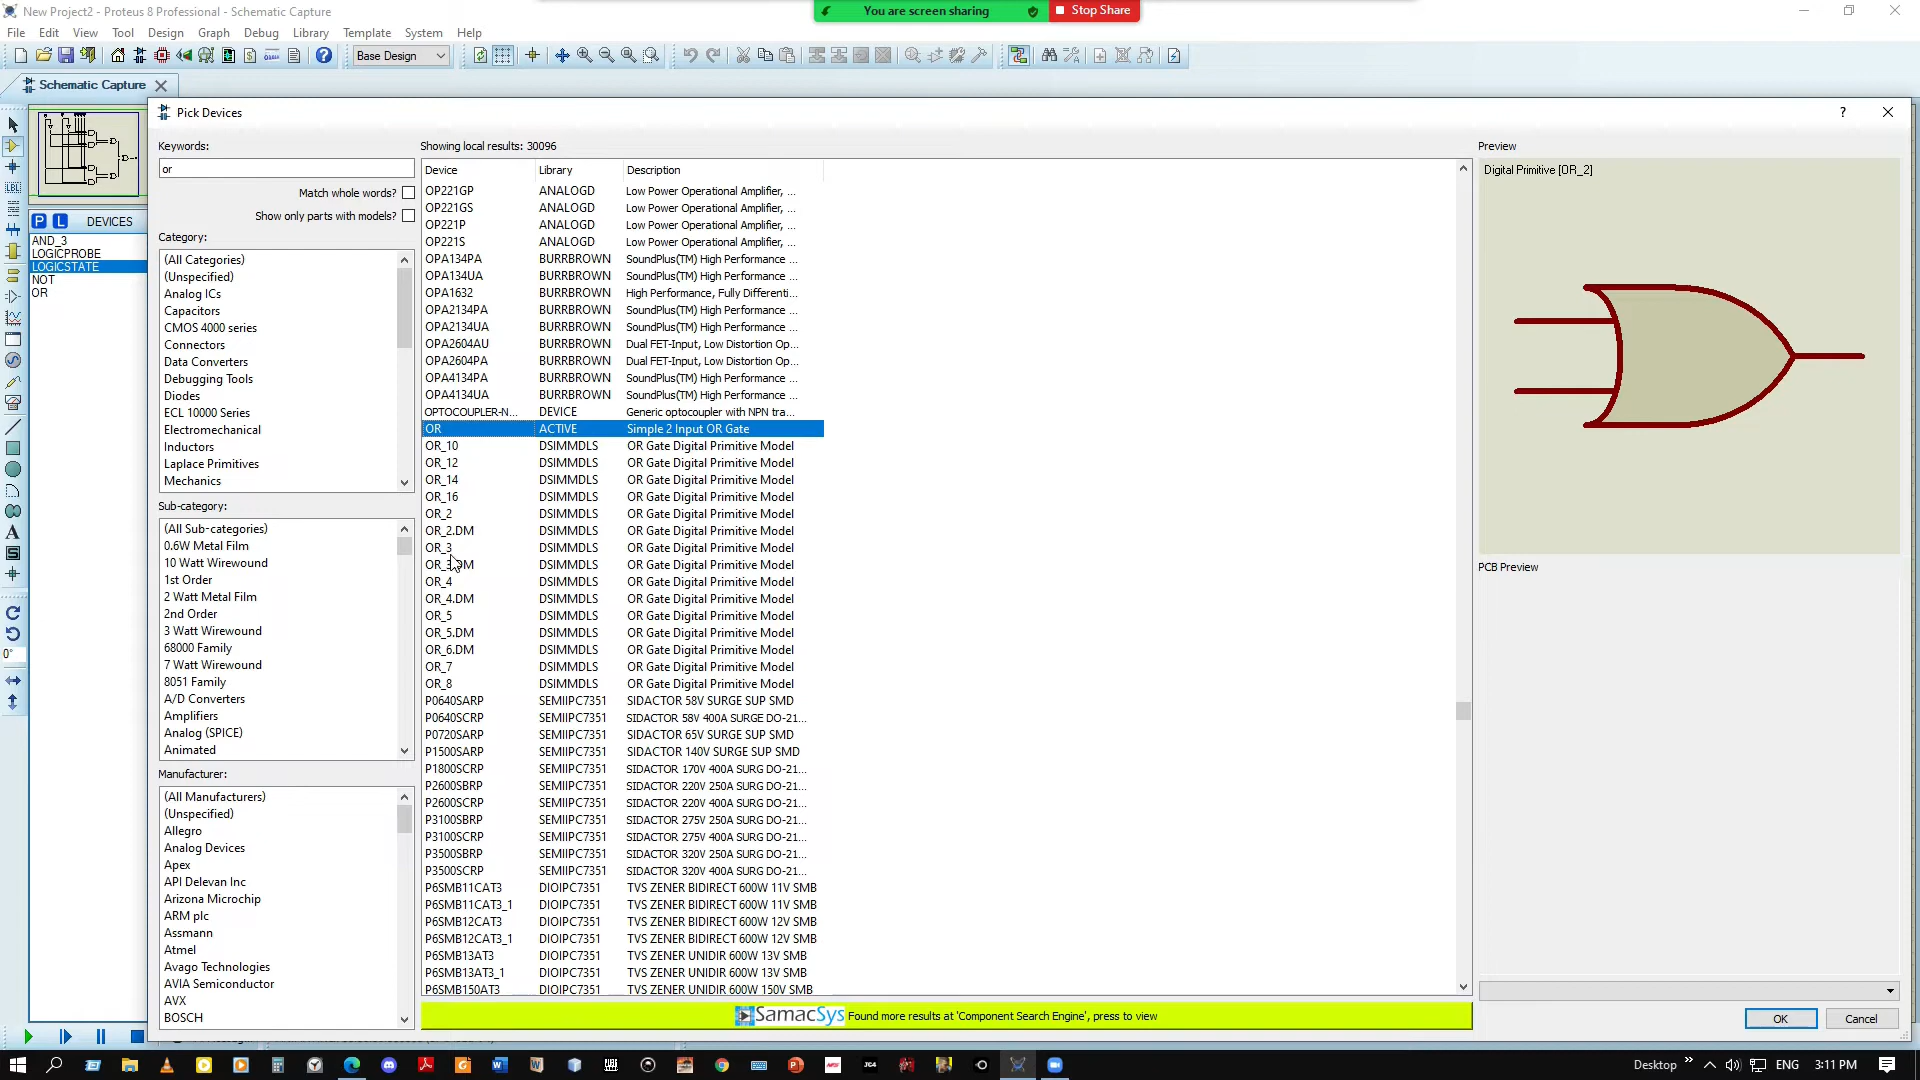 New Project2 - Proteus 8 Professional - Schematic Capture
You are screen sharing
Stop Share
File Edit View Tool Design Graph Debug Library Template System Help
Base Design
Schematic Capture
Pick Devices
?
Keywords:
or
Match whole words?
Show only parts with models?
Category:
(All Categories)
(Unspecified)
Analog ICs
Capacitors
CMOS 4000 series
Connectors
Data Converters
Debugging Tools
Diodes
ECL 10000 Series
Electromechanical
Inductors
Laplace Primitives
Mechanics
Sub-category:
(All Sub-categories)
0.6W Metal Film
10 Watt Wirewound
1st Order
2 Watt Metal Film
2nd Order
3 Watt Wirewound
68000 Family
7 Watt Wirewound
8051 Family
A/D Converters
Amplifiers
Analog (SPICE)
Animated
Manufacturer:
(All Manufacturers)
(Unspecified)
Allegro
Analog Devices
Apex
API Delevan Inc
Arizona Microchip
ARM plc
Assmann
Atmel
Avago Technologies
AVIA Semiconductor
AVX
BOSCH
P L DEVICES
AND_3
LOGICPROBE
LOGICSTATE
NOT
OR
0°
Showing local results: 30096
Device Library Description
OP221GP ANALOGD Low Power Operational Amplifier, ...
OP221GS ANALOGD Low Power Operational Amplifier, ...
OP221P ANALOGD Low Power Operational Amplifier, ...
OP221S ANALOGD Low Power Operational Amplifier, ...
OPA134PA BURRBROWN SoundPlus(TM) High Performance ...
OPA134UA BURRBROWN SoundPlus(TM) High Performance ...
OPA1632 BURRBROWN High Performance, Fully Differenti...
OPA2134PA BURRBROWN SoundPlus(TM) High Performance ...
OPA2134UA BURRBROWN SoundPlus(TM) High Performance ...
OPA2604AU BURRBROWN Dual FET-Input, Low Distortion Op...
OPA2604PA BURRBROWN Dual FET-Input, Low Distortion Op...
OPA4134PA BURRBROWN SoundPlus(TM) High Performance ...
OPA4134UA BURRBROWN SoundPlus(TM) High Performance ...
OPTOCOUPLER-N... DEVICE Generic optocoupler with NPN tra...
OR ACTIVE Simple 2 Input OR Gate
OR_10 DSIMMDLS OR Gate Digital Primitive Model
OR_12 DSIMMDLS OR Gate Digital Primitive Model
OR_14 DSIMMDLS OR Gate Digital Primitive Model
OR_16 DSIMMDLS OR Gate Digital Primitive Model
OR_2 DSIMMDLS OR Gate Digital Primitive Model
OR_2.DM DSIMMDLS OR Gate Digital Primitive Model
OR_3 DSIMMDLS OR Gate Digital Primitive Model
OR_3.DM DSIMMDLS OR Gate Digital Primitive Model
OR_4 DSIMMDLS OR Gate Digital Primitive Model
OR_4.DM DSIMMDLS OR Gate Digital Primitive Model
OR_5 DSIMMDLS OR Gate Digital Primitive Model
OR_5.DM DSIMMDLS OR Gate Digital Primitive Model
OR_6.DM DSIMMDLS OR Gate Digital Primitive Model
OR_7 DSIMMDLS OR Gate Digital Primitive Model
OR_8 DSIMMDLS OR Gate Digital Primitive Model
P0640SARP SEMIIPC7351 SIDACTOR 58V SURGE SUP SMD
P0640SCRP SEMIIPC7351 SIDACTOR 58V 400A SURGE DO-21...
P0720SARP SEMIIPC7351 SIDACTOR 65V SURGE SUP SMD
P1500SARP SEMIIPC7351 SIDACTOR 140V SURGE SUP SMD
P1800SCRP SEMIIPC7351 SIDACTOR 170V 400A SURG DO-21...
P2600SBRP SEMIIPC7351 SIDACTOR 220V 250A SURG DO-21...
P2600SCRP SEMIIPC7351 SIDACTOR 220V 400A SURG DO-21...
P3100SBRP SEMIIPC7351 SIDACTOR 275V 250A SURG DO-21...
P3100SCRP SEMIIPC7351 SIDACTOR 275V 400A SURG DO-21...
P3500SBRP SEMIIPC7351 SIDACTOR 320V 250A SURG DO-21...
P3500SCRP SEMIIPC7351 SIDACTOR 320V 400A SURG DO-21...
P6SMB11CAT3 DIOIPC7351 TVS ZENER BIDIRECT 600W 11V SMB
P6SMB11CAT3_1 DIOIPC7351 TVS ZENER BIDIRECT 600W 11V SMB
P6SMB12CAT3 DIOIPC7351 TVS ZENER BIDIRECT 600W 12V SMB
P6SMB12CAT3_1 DIOIPC7351 TVS ZENER BIDIRECT 600W 12V SMB
P6SMB13AT3 DIOIPC7351 TVS ZENER UNIDIR 600W 13V SMB
P6SMB13AT3_1 DIOIPC7351 TVS ZENER UNIDIR 600W 13V SMB
P6SMB150AT3 DIOIPC7351 TVS ZENER UNIDIR 600W 150V SMB
SamacSys Found more results at 'Component Search Engine', press to view
Preview
Digital Primitive [OR_2]
PCB Preview
OK Cancel
Desktop » ENG 3:11 PM